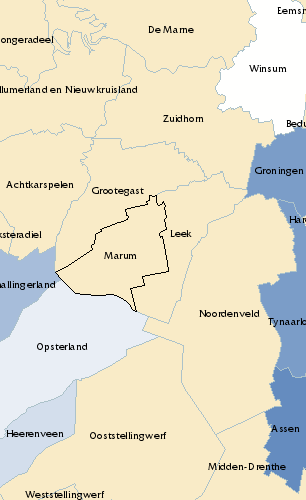 Eemsm
De Marne
ongeradeel
Winsum
llumerland en Nieuwkruisland
Zuidhorn
Bedu
Groningen
Achtkarspelen
Grootegast
Har
ksteradiel
Leek
Marum
allingerland
Noordenveld
Tynaarlo
Opsterland
Assen
Heerenveen
Ooststellingwerf
Midden-Drenthe
Weststellingwerf